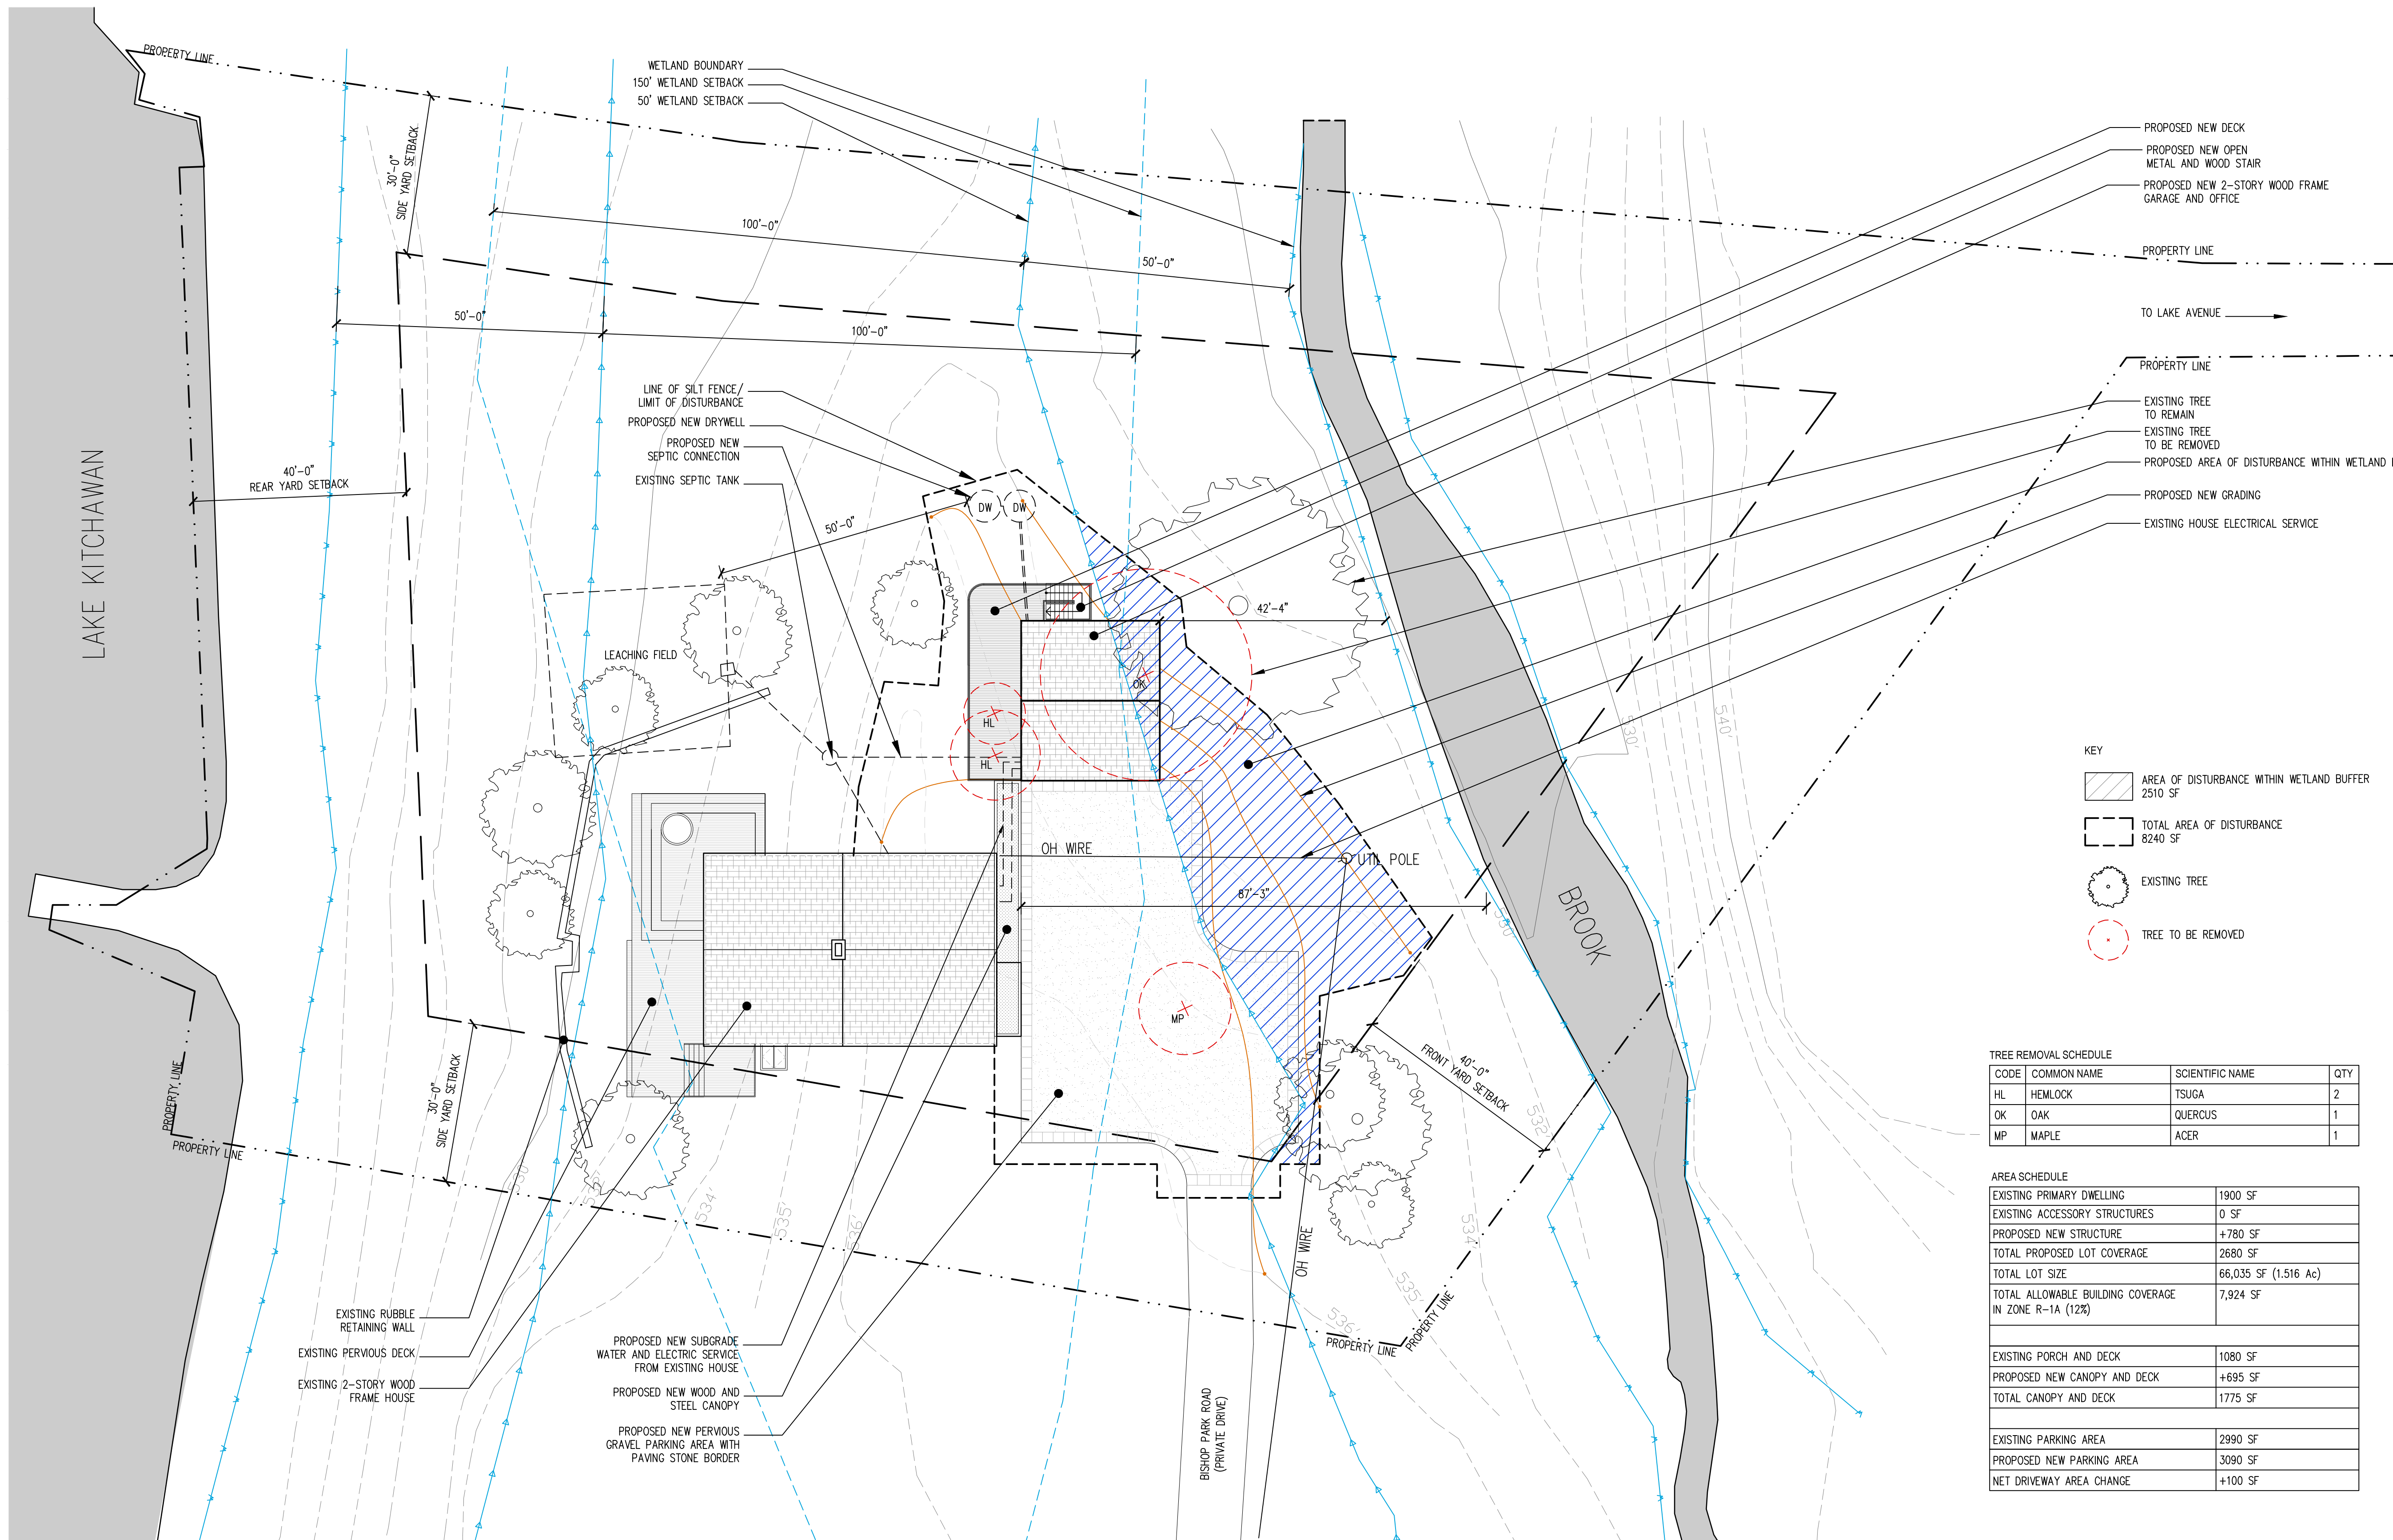 PROPERTY LINE
WETLAND BOUNDARY
150' WETLAND SETBACK
50' WETLAND SETBACK
30'-0"
SIDE YARD SETBACK
100'-0"
50'-0"
50'-0"
100'-0"
PROPOSED NEW DECK
PROPOSED NEW OPEN
METAL AND WOOD STAIR
PROPOSED NEW 2-STORY WOOD FRAME
GARAGE AND OFFICE
PROPERTY LINE
TO LAKE AVENUE
PROPERTY LINE
EXISTING TREE
TO REMAIN
EXISTING TREE
TO BE REMOVED
PROPOSED AREA OF DISTURBANCE WITHIN WETLAND
PROPOSED NEW GRADING
EXISTING HOUSE ELECTRICAL SERVICE
LINE OF SILT FENCE/
LIMIT OF DISTURBANCE
PROPOSED NEW DRYWELL
PROPOSED NEW
SEPTIC CONNECTION
EXISTING SEPTIC TANK
LAKE KITCHAWAN
40'-0"
REAR YARD SETBACK
50'-0"
DW
DW
42'-4"
LEACHING FIELD
OK
HL
HL
OH WIRE
UTIL POLE
87'-3"
MP
BROOK
530'
540'
530'
532'
534'
535'
536'
40'-0"
FRONT YARD SETBACK
30'-0"
SIDE YARD SETBACK
PROPERTY LINE
PROPERTY LINE
530'
532'
534'
535'
536'
OH WIRE
PROPERTY LINE
PROPERTY LINE
BISHOP PARK ROAD
(PRIVATE DRIVE)
EXISTING RUBBLE
RETAINING WALL
EXISTING PERVIOUS DECK
EXISTING 2-STORY WOOD
FRAME HOUSE
PROPOSED NEW SUBGRADE
WATER AND ELECTRIC SERVICE
FROM EXISTING HOUSE
PROPOSED NEW WOOD AND
STEEL CANOPY
PROPOSED NEW PERVIOUS
GRAVEL PARKING AREA WITH
PAVING STONE BORDER
KEY
AREA OF DISTURBANCE WITHIN WETLAND BUFFER
2510 SF
TOTAL AREA OF DISTURBANCE
8240 SF
EXISTING TREE
TREE TO BE REMOVED
TREE REMOVAL SCHEDULE
CODE COMMON NAME SCIENTIFIC NAME QTY
HL HEMLOCK TSUGA 2
OK OAK QUERCUS 1
MP MAPLE ACER 1
AREA SCHEDULE
EXISTING PRIMARY DWELLING 1900 SF
EXISTING ACCESSORY STRUCTURES 0 SF
PROPOSED NEW STRUCTURE +780 SF
TOTAL PROPOSED LOT COVERAGE 2680 SF
TOTAL LOT SIZE 66,035 SF (1.516 Ac)
TOTAL ALLOWABLE BUILDING COVERAGE 7,924 SF
IN ZONE R-1A (12%)
EXISTING PORCH AND DECK 1080 SF
PROPOSED NEW CANOPY AND DECK +695 SF
TOTAL CANOPY AND DECK 1775 SF
EXISTING PARKING AREA 2990 SF
PROPOSED NEW PARKING AREA 3090 SF
NET DRIVEWAY AREA CHANGE +100 SF